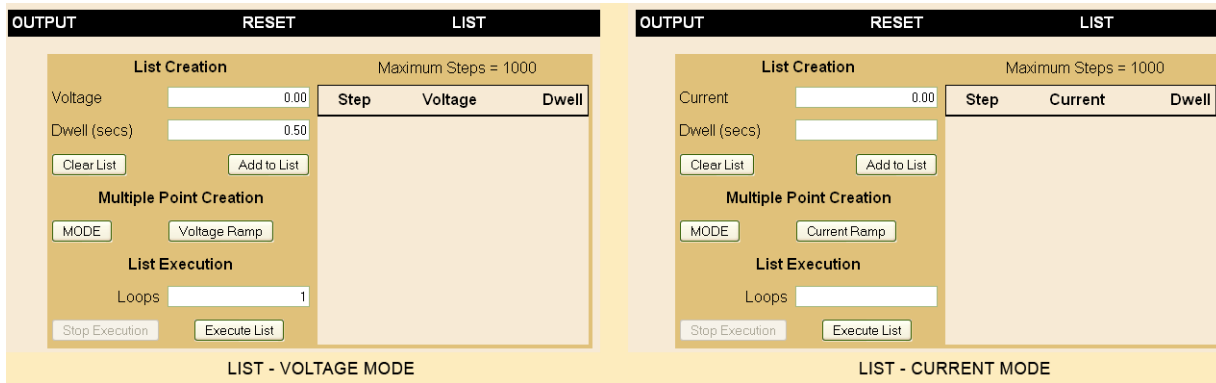 OUTPUT RESET LIST
List Creation Maximum Steps = 1000
Voltage 0.00 Step Voltage Dwell
Dwell (secs) 0.50
Clear List Add to List
Multiple Point Creation
MODE Voltage Ramp
List Execution
Loops 1
Stop Execution Execute List
LIST - VOLTAGE MODE
OUTPUT RESET LIST
List Creation Maximum Steps = 1000
Current 0.00 Step Current Dwell
Dwell (secs)
Clear List Add to List
Multiple Point Creation
MODE Current Ramp
List Execution
Loops
Stop Execution Execute List
LIST - CURRENT MODE